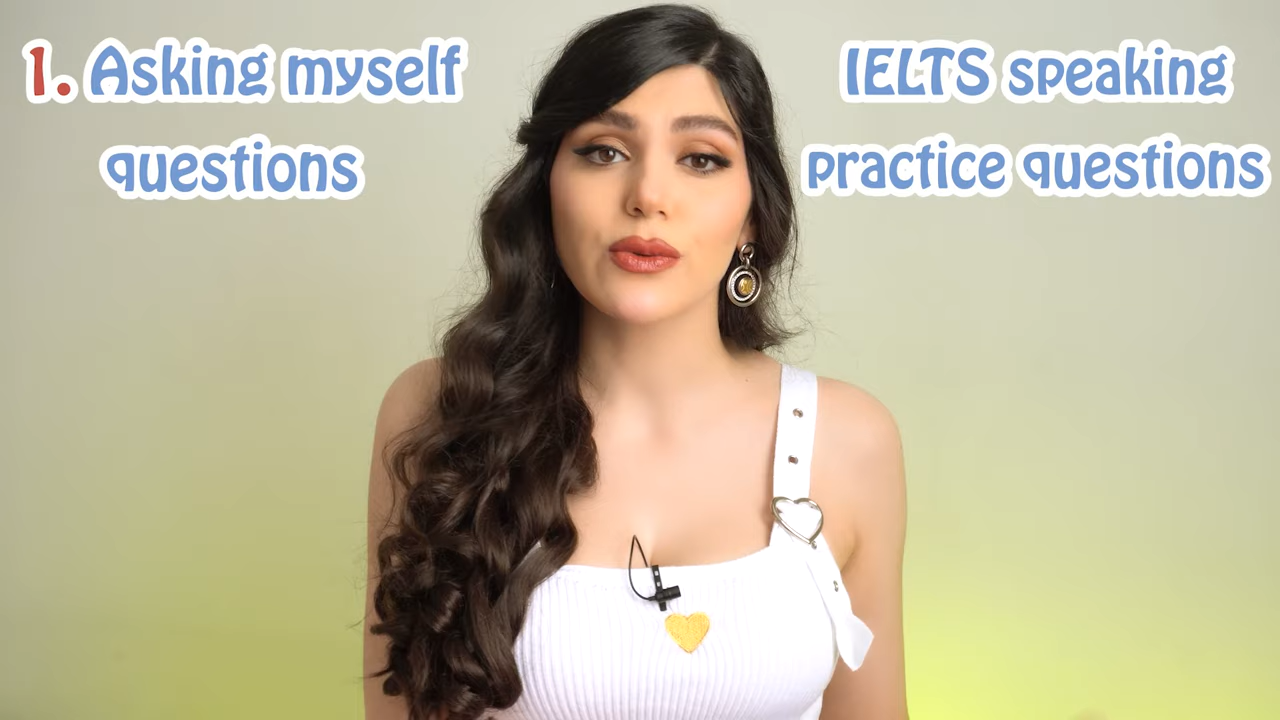 1. Asking myself
questions
IELTS speaking
practice questions